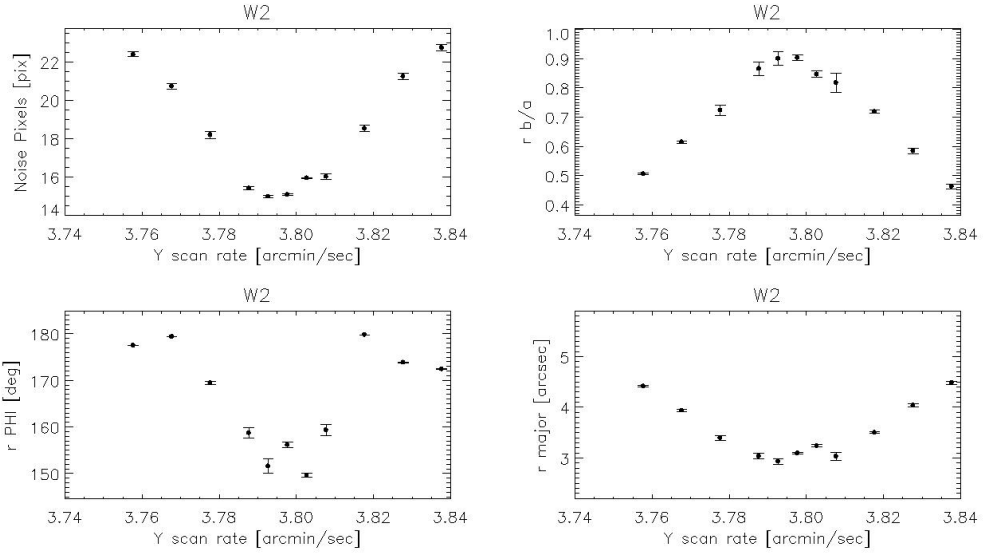 W2
Noise Pixels [pix]
22
20
18
16
14
3.74 3.76 3.78 3.80 3.82 3.84
Y scan rate [arcmin/sec]
W2
r b/a
1.0
0.9
0.8
0.7
0.6
0.5
0.4
3.74 3.76 3.78 3.80 3.82 3.84
Y scan rate [arcmin/sec]
W2
r PHI [deg]
180
170
160
150
3.74 3.76 3.78 3.80 3.82 3.84
Y scan rate [arcmin/sec]
W2
r major [arcsec]
5
4
3
3.74 3.76 3.78 3.80 3.82 3.84
Y scan rate [arcmin/sec]